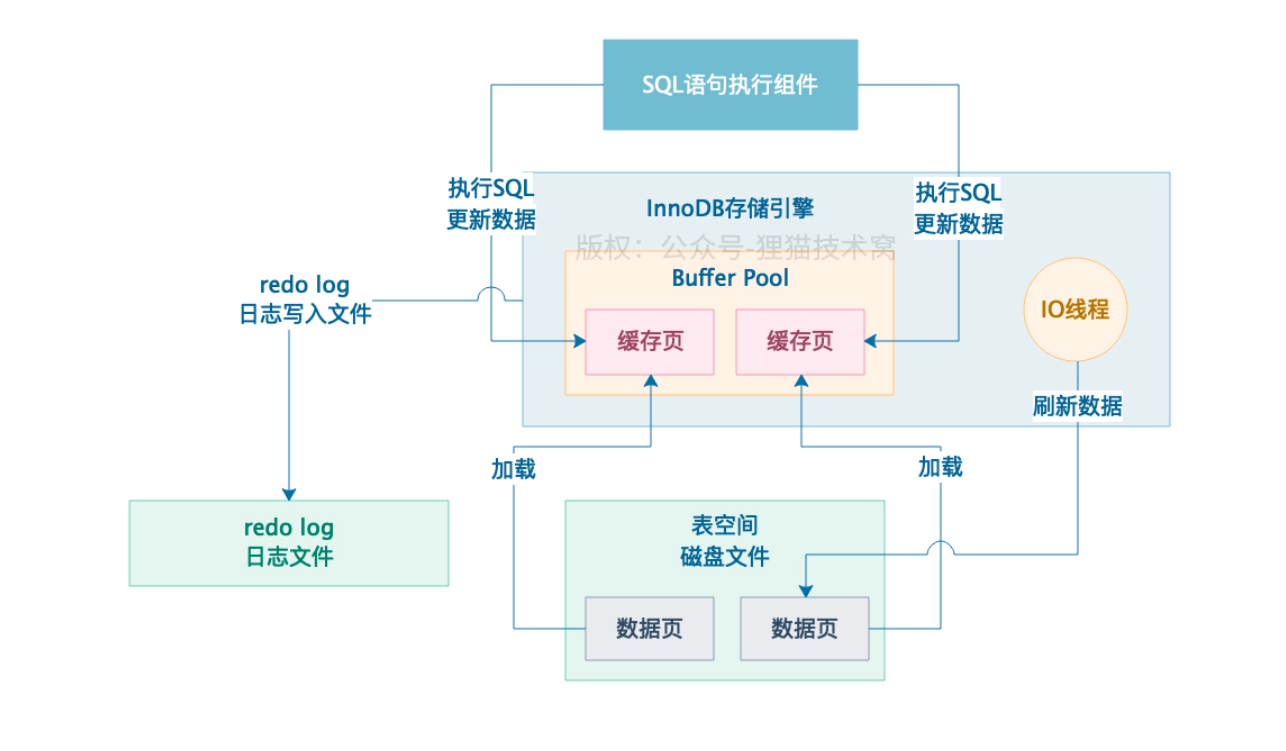 SQL语句执行组件
执行SQL
更新数据
执行SQL
更新数据
InnoDB存储引擎
版权：公众号-狸猫技术窝
Buffer Pool
redo log
日志写入文件
IO线程
缓存页
缓存页
刷新数据
加载
加载
redo log
日志文件
表空间
磁盘文件
数据页
数据页